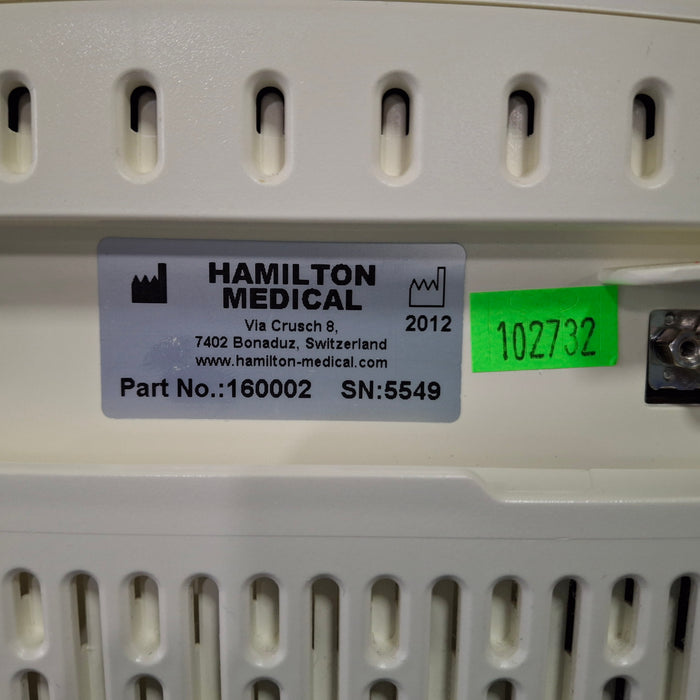 HAMILTON
MEDICAL
2012
Via Crusch 8,
7402 Bonaduz, Switzerland
www.hamilton-medical.com
Part No.:160002 SN:5549
102732